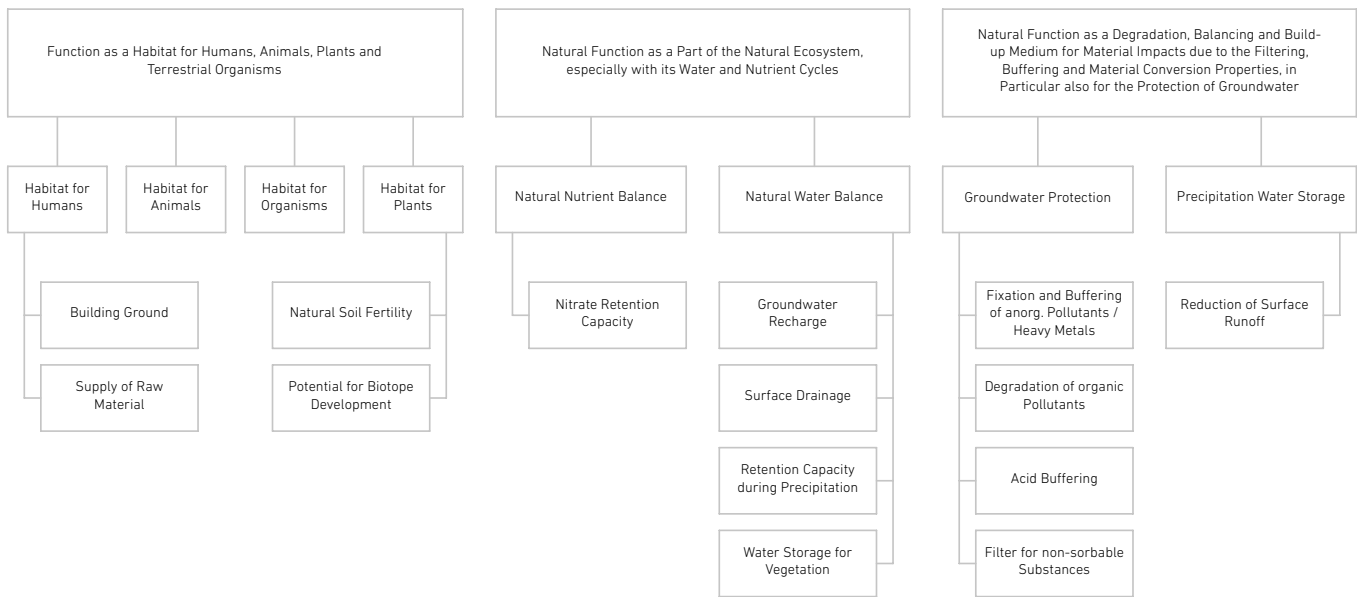 Function as a Habitat for Humans, Animals, Plants and
Terrestrial Organisms
Natural Function as a Part of the Natural Ecosystem,
especially with its Water and Nutrient Cycles
Natural Function as a Degradation, Balancing and Build-
up Medium for Material Impacts due to the Filtering,
Buffering and Material Conversion Properties, in
Particular also for the Protection of Groundwater
Habitat for
Humans
Habitat for
Animals
Habitat for
Organisms
Habitat for
Plants
Natural Nutrient Balance
Natural Water Balance
Groundwater Protection
Precipitation Water Storage
Building Ground
Supply of Raw
Material
Natural Soil Fertility
Potential for Biotope
Development
Nitrate Retention
Capacity
Groundwater
Recharge
Surface Drainage
Retention Capacity
during Precipitation
Water Storage for
Vegetation
Fixation and Buffering
of anorg. Pollutants /
Heavy Metals
Degradation of organic
Pollutants
Acid Buffering
Filter for non-sorbable
Substances
Reduction of Surface
Runoff